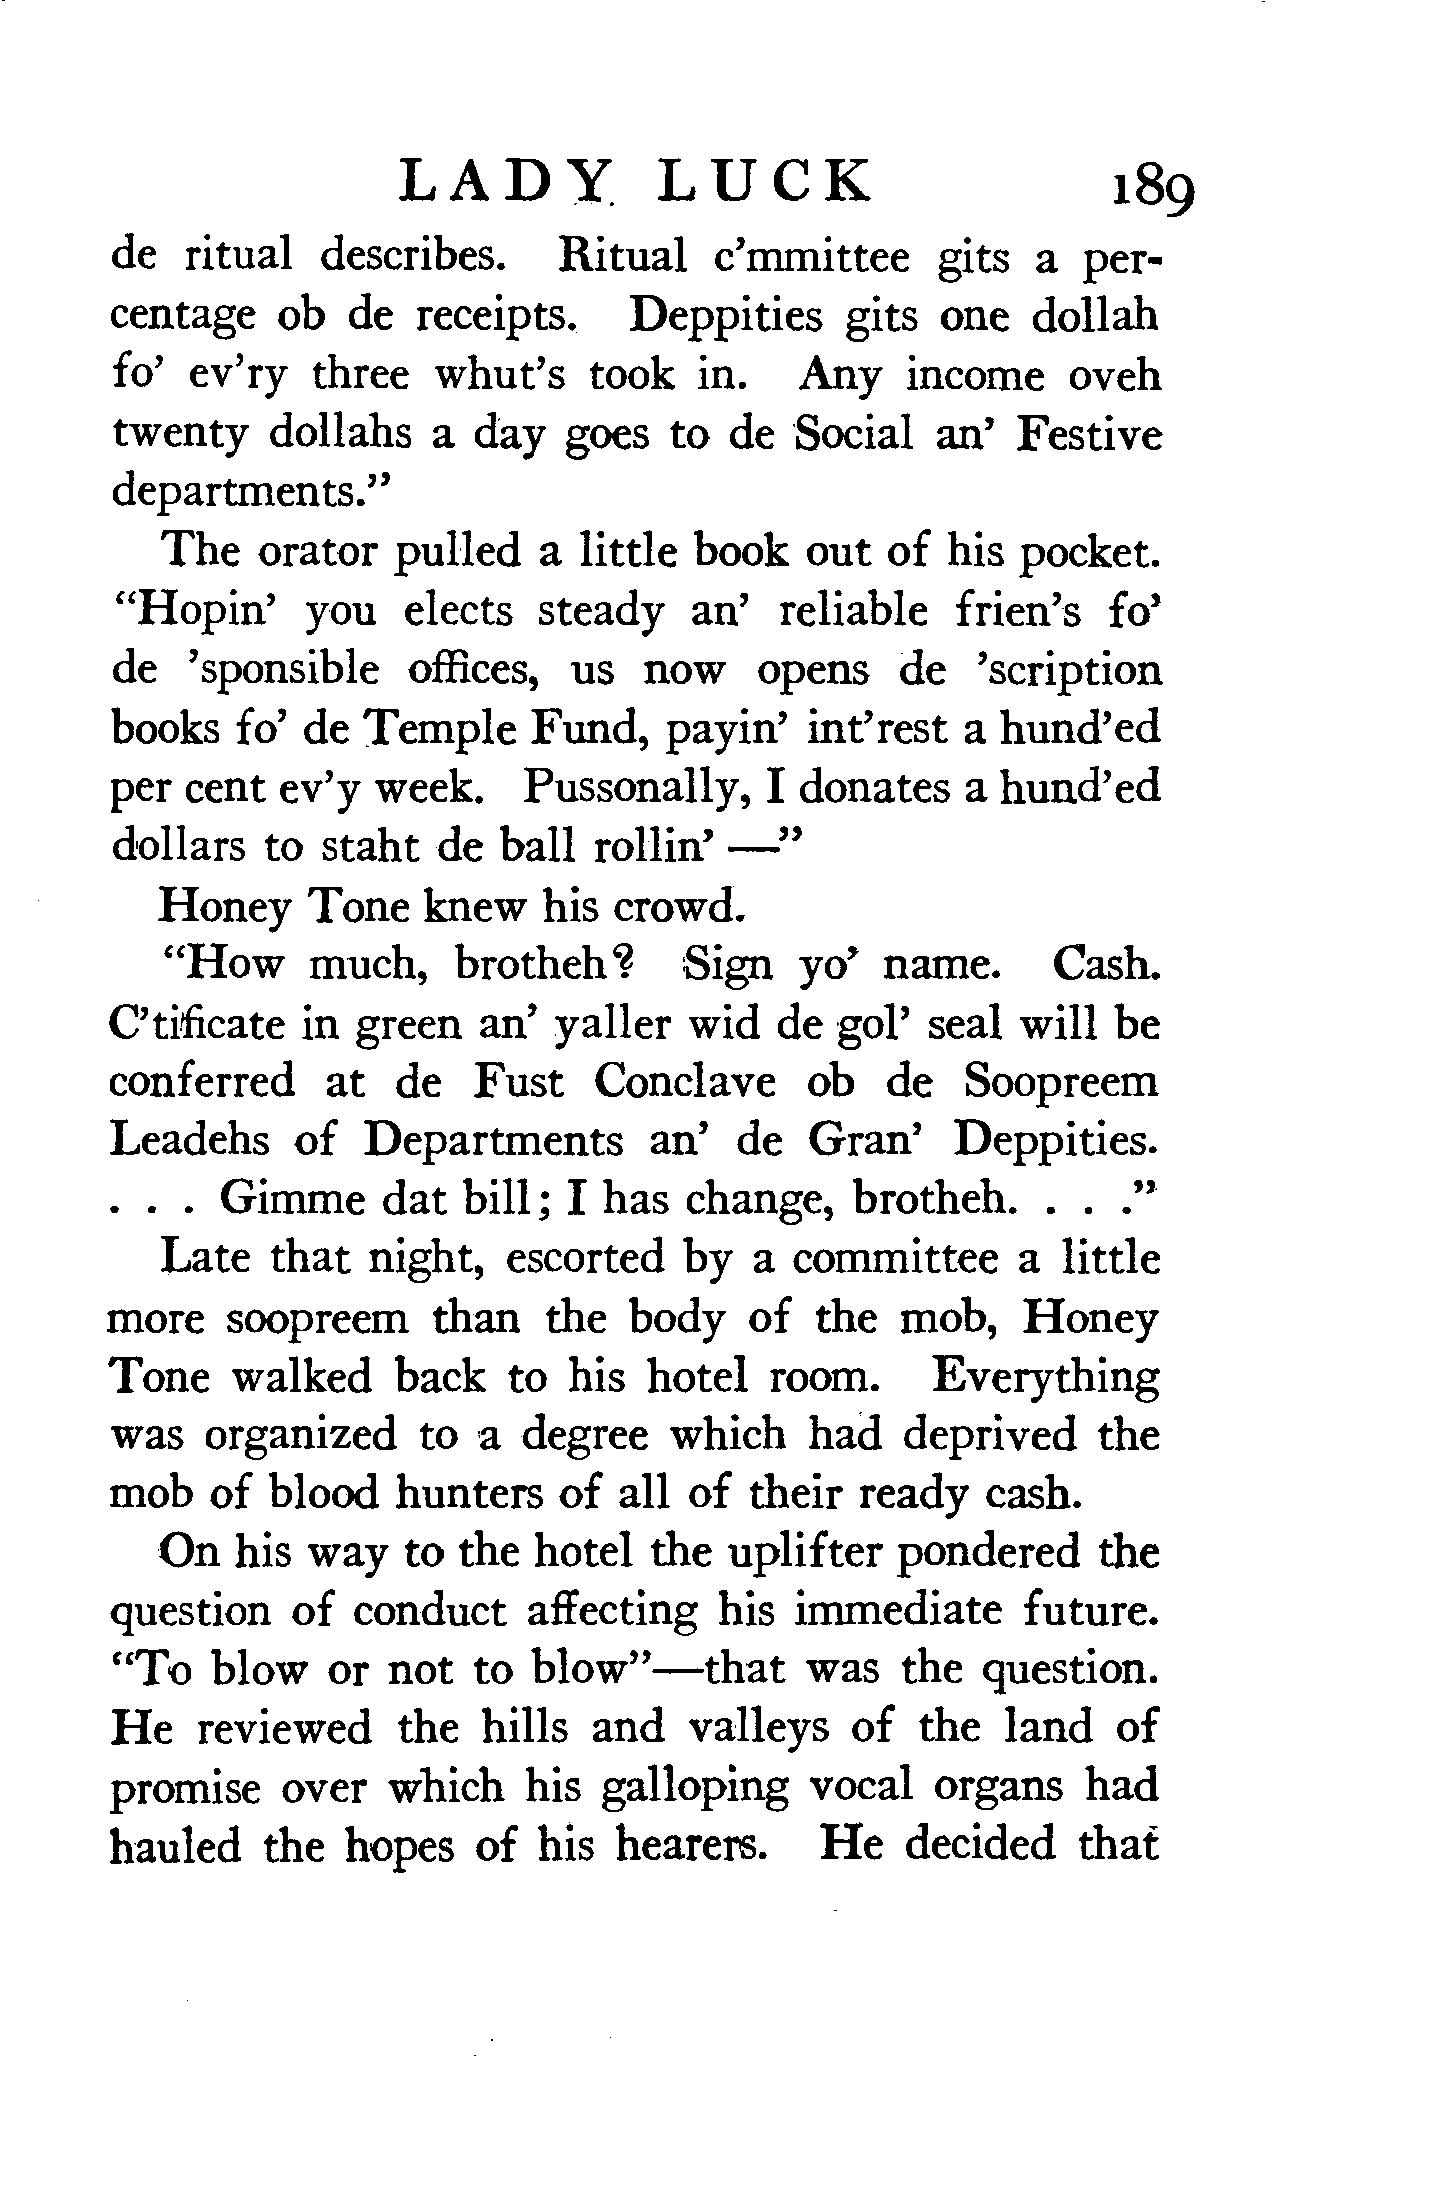 LADY LUCK 189
de ritual describes. Ritual c’mmittee gits a per-
centage ob de receipts. Deppities gits one dollah
fo’ ev’ry three whut’s took in. Any income oveh
twenty dollahs a day goes to de Social an’ Festive
departments.”
The orator pulled a little book out of his pocket.
“Hopin’ you elects steady an’ reliable frien’s fo’
de ’sponsible offices, us now opens de ’scription
books fo’ de Temple Fund, payin’ int’rest a hund’ed
per cent ev’y week. Pussonally, I donates a hund’ed
dollars to staht de ball rollin’ —”
Honey Tone knew his crowd.
“How much, brotheh? Sign yo’ name. Cash.
C’tificate in green an’ yaller wid de gol’ seal will be
conferred at de Fust Conclave ob de Soopreem
Leadehs of Departments an’ de Gran’ Deppities.
. . . Gimme dat bill; I has change, brotheh. . . .”
Late that night, escorted by a committee a little
more soopreem than the body of the mob, Honey
Tone walked back to his hotel room. Everything
was organized to a degree which had deprived the
mob of blood hunters of all of their ready cash.
On his way to the hotel the uplifter pondered the
question of conduct affecting his immediate future.
“To blow or not to blow”—that was the question.
He reviewed the hills and valleys of the land of
promise over which his galloping vocal organs had
hauled the hopes of his hearers. He decided that